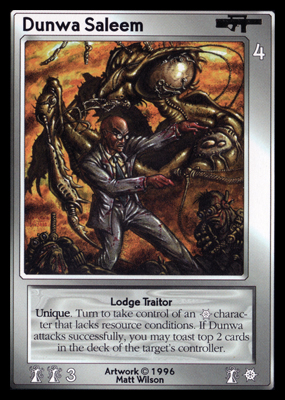 Dunwa Saleem
4
Lodge Traitor
Unique. Turn to take control of an charac-
ter that lacks resource conditions. If Dunwa
attacks successfully, you may toast top 2 cards
in the deck of the target's controller.
3
Artwork © 1996
Matt Wilson